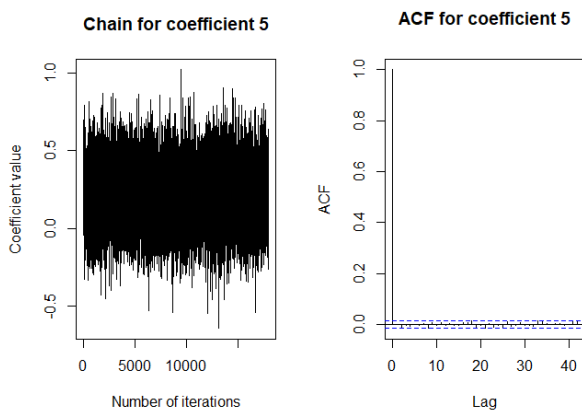 Chain for coefficient 5
Coefficient value
1.0
0.5
0.0
-0.5
0 5000 10000
Number of iterations
ACF for coefficient 5
ACF
1.0
0.8
0.6
0.4
0.2
0.0
0 10 20 30 40
Lag